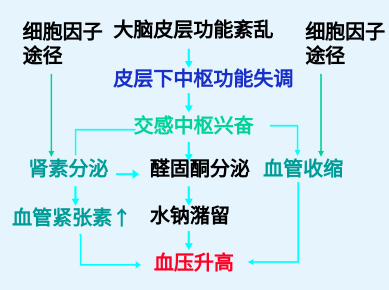 细胞因子
途径
大脑皮层功能紊乱
细胞因子
途径
皮层下中枢功能失调
交感中枢兴奋
肾素分泌
醛固酮分泌
血管收缩
血管紧张素↑
水钠潴留
血压升高